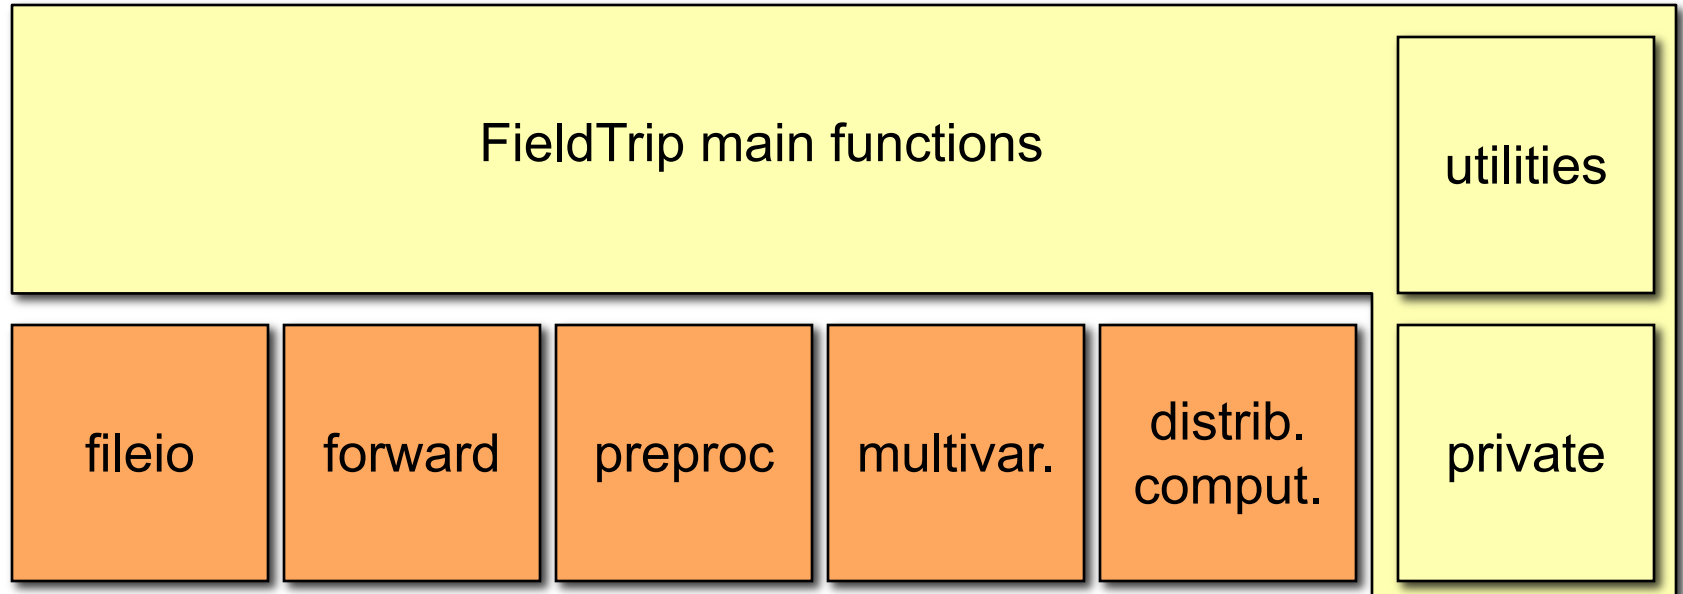 FieldTrip main functions
utilities
fileio
forward
preproc
multivar.
distrib.
comput.
private